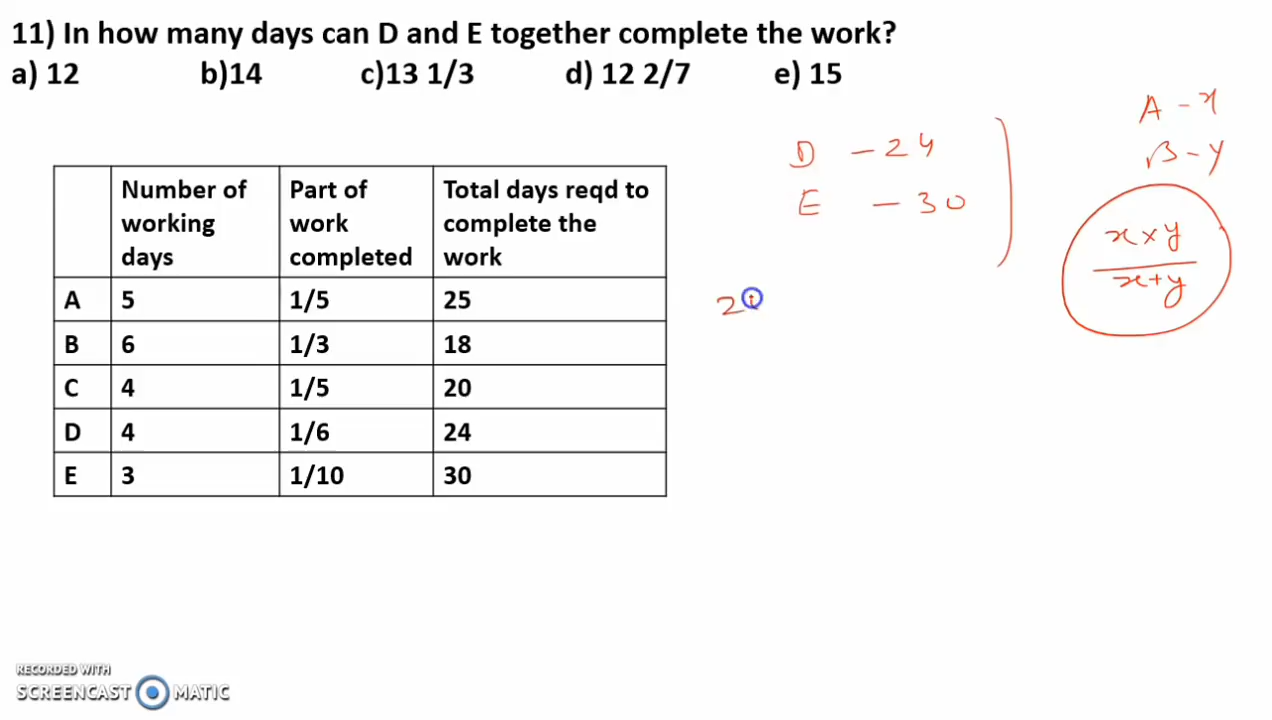 11) In how many days can D and E together complete the work?
a) 12 b)14 c)13 1/3 d) 12 2/7 e) 15
A - x
B - y
D - 24
E - 30
x × y
x + y
Number of working days Part of work completed Total days reqd to complete the work
A 5 1/5 25
B 6 1/3 18
C 4 1/5 20
D 4 1/6 24
E 3 1/10 30
RECORDED WITH
SCREENCAST MATIC